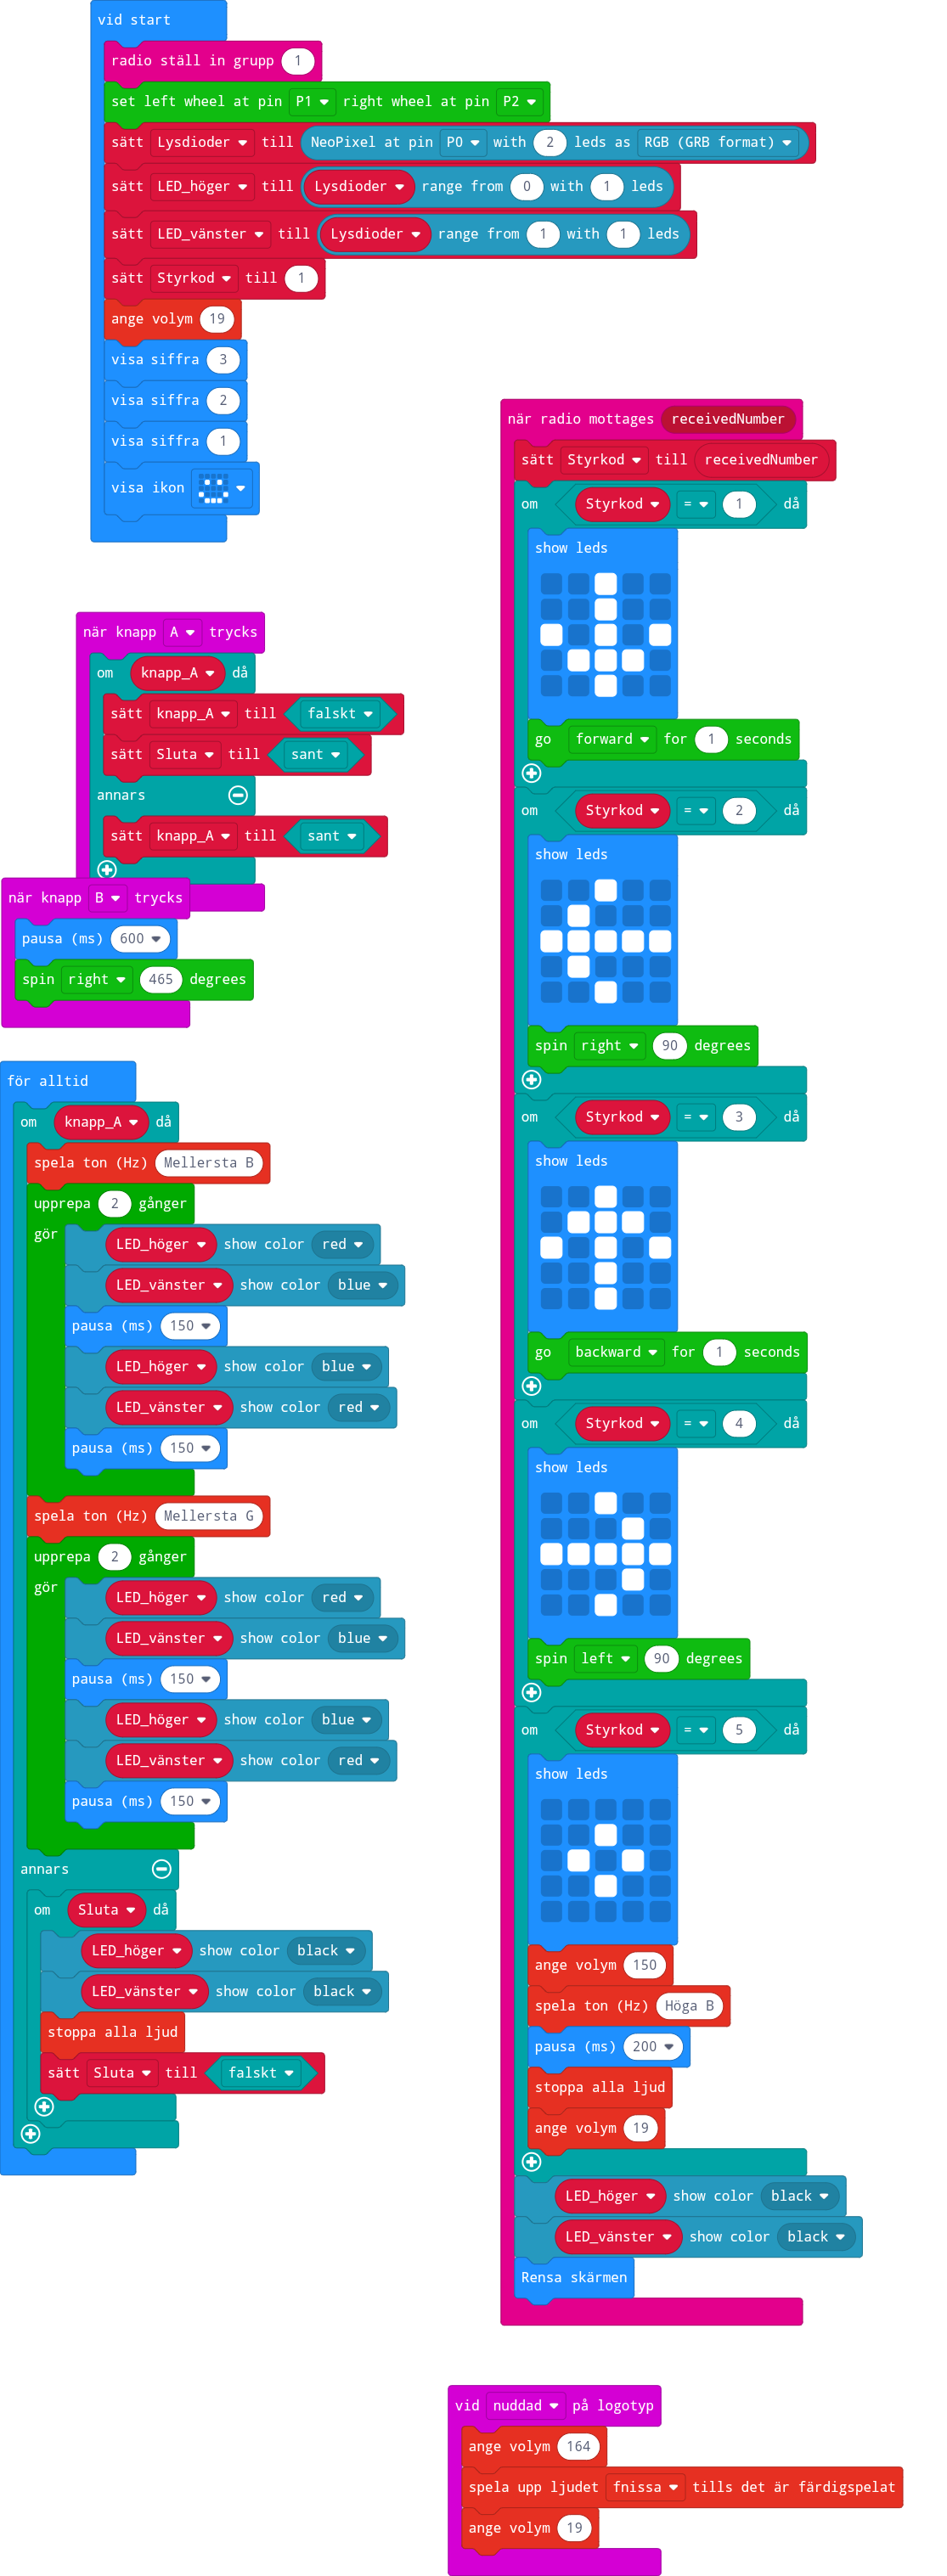 vid start
radio ställ in grupp 1
set left wheel at pin P1 right wheel at pin P2
sätt Lysdioder till NeoPixel at pin P0 with 2 leds as RGB (GRB format)
sätt LED_höger till Lysdioder range from 0 with 1 leds
sätt LED_vänster till Lysdioder range from 1 with 1 leds
sätt Styrkod till 1
ange volym 19
visa siffra 3
visa siffra 2
visa siffra 1
visa ikon
när knapp A trycks
om knapp_A då
sätt knapp_A till falskt
sätt Sluta till sant
annars
sätt knapp_A till sant
när knapp B trycks
pausa (ms) 600
spin right 465 degrees
för alltid
om knapp_A då
spela ton (Hz) Mellersta B
upprepa 2 gånger
gör LED_höger show color red
LED_vänster show color blue
pausa (ms) 150
LED_höger show color blue
LED_vänster show color red
pausa (ms) 150
spela ton (Hz) Mellersta G
upprepa 2 gånger
gör LED_höger show color red
LED_vänster show color blue
pausa (ms) 150
LED_höger show color blue
LED_vänster show color red
pausa (ms) 150
annars
om Sluta då
LED_höger show color black
LED_vänster show color black
stoppa alla ljud
sätt Sluta till falskt
när radio mottages receivedNumber
sätt Styrkod till receivedNumber
om Styrkod = 1 då
show leds
go forward for 1 seconds
om Styrkod = 2 då
show leds
spin right 90 degrees
om Styrkod = 3 då
show leds
go backward for 1 seconds
om Styrkod = 4 då
show leds
spin left 90 degrees
om Styrkod = 5 då
show leds
ange volym 150
spela ton (Hz) Höga B
pausa (ms) 200
stoppa alla ljud
ange volym 19
LED_höger show color black
LED_vänster show color black
Rensa skärmen
vid nuddad på logotyp
ange volym 164
spela upp ljudet fnissa tills det är färdigspelat
ange volym 19